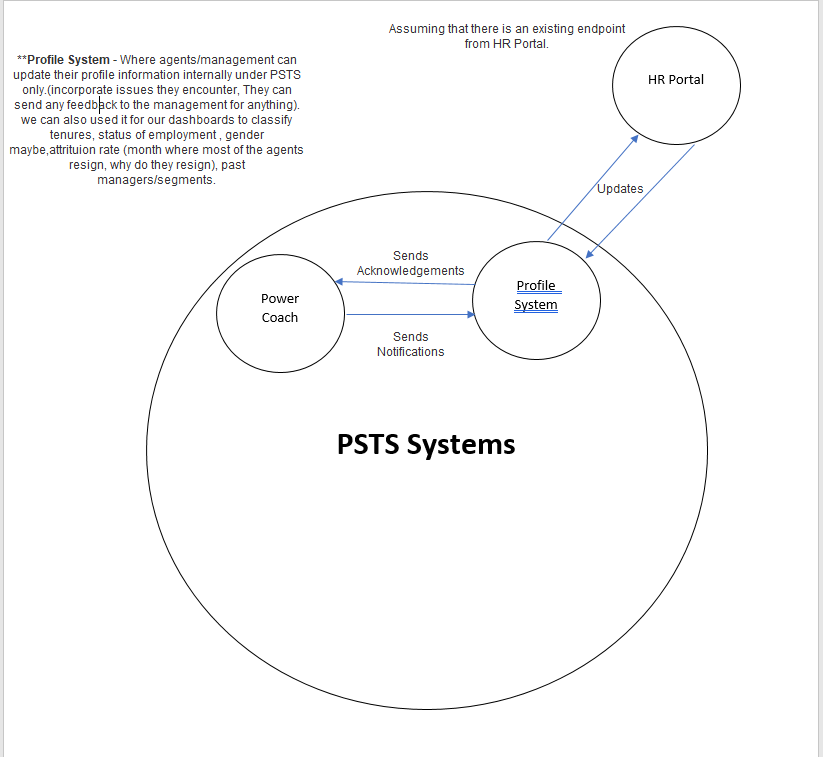 Assuming that there is an existing endpoint
from HR Portal.
**Profile System - Where agents/management can
update their profile information internally under PSTS
only.(incorporate issues they encounter, They can
send any feedback to the management for anything).
we can also used it for our dashboards to classify
tenures, status of employment , gender
maybe,attrituion rate (month where most of the agents
resign, why do they resign), past
managers/segments.
HR Portal
Updates
Sends
Acknowledgements
Power
Coach
Profile
System
Sends
Notifications
PSTS Systems